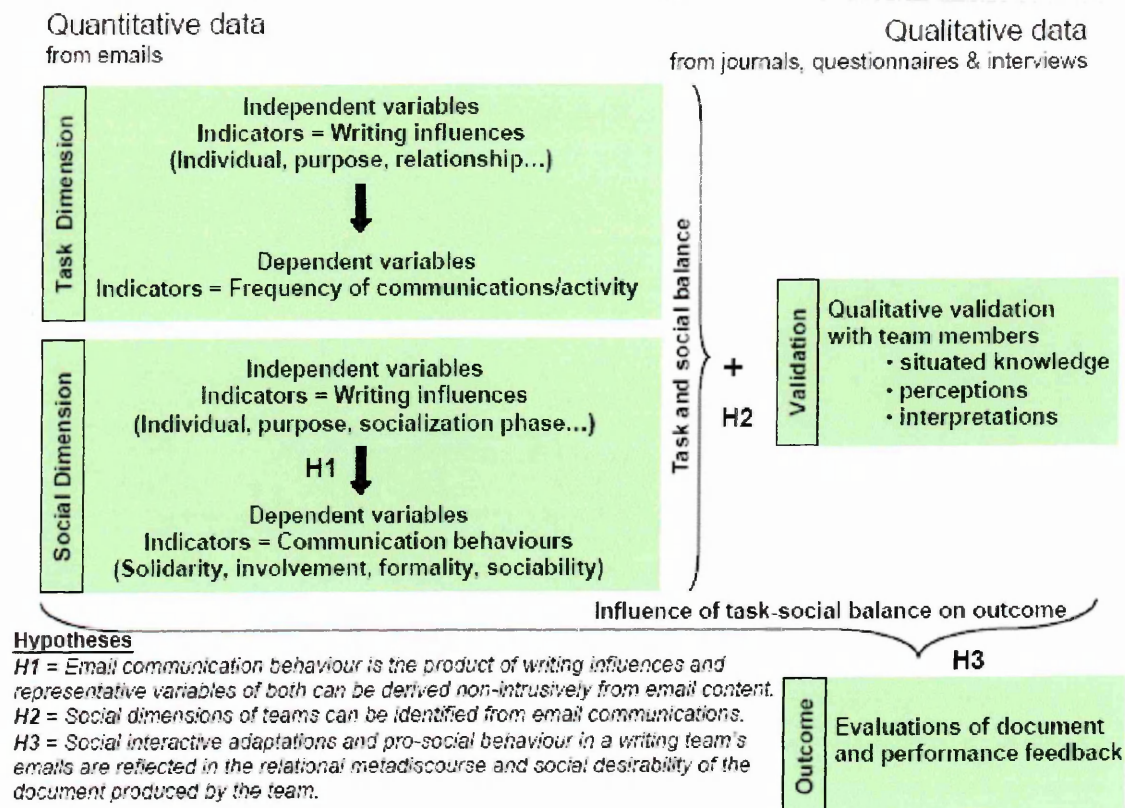 Quantitative data
from emails
Qualitative data
from journals, questionnaires & interviews
Task Dimension
Independent variables
Indicators = Writing influences
(Individual, purpose, relationship...)
Dependent variables
Indicators = Frequency of communications/activity
Social Dimension
Independent variables
Indicators = Writing influences
(Individual, purpose, socialization phase...)
H1
Dependent variables
Indicators = Communication behaviours
(Solidarity, involvement, formality, sociability)
Task and social balance
+
H2
Validation
Qualitative validation
with team members
• situated knowledge
• perceptions
• interpretations
Influence of task-social balance on outcome
H3
Hypotheses
H1 = Email communication behaviour is the product of writing influences and
representative variables of both can be derived non-intrusively from email content.
H2 = Social dimensions of teams can be identified from email communications.
H3 = Social interactive adaptations and pro-social behaviour in a writing team's
emails are reflected in the relational metadiscourse and social desirability of the
document produced by the team.
Outcome
Evaluations of document
and performance feedback